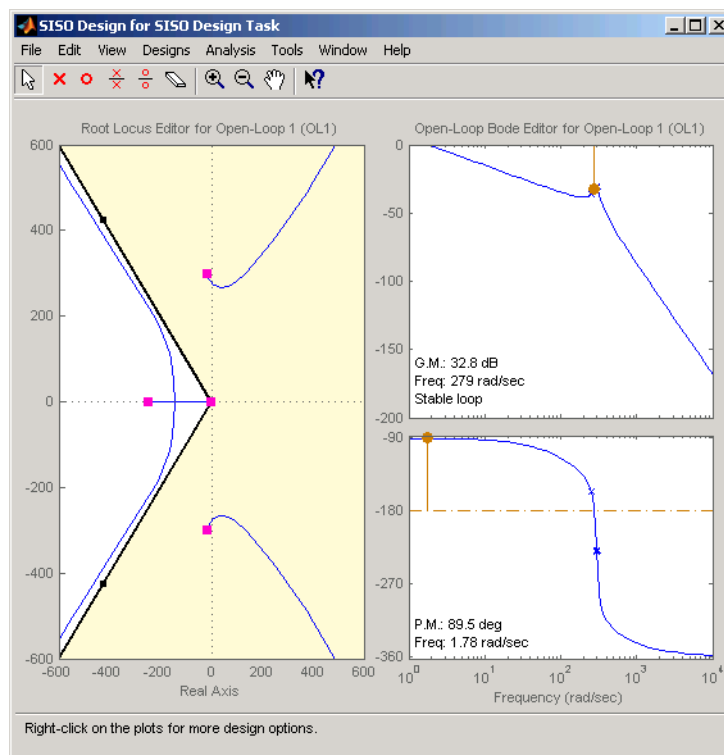 SISO Design for SISO Design Task
File Edit View Designs Analysis Tools Window Help
Root Locus Editor for Open-Loop 1 (OL1)
600
400
200
0
-200
-400
-600
-600 -400 -200 0 200 400 600
Real Axis
Open-Loop Bode Editor for Open-Loop 1 (OL1)
0
-50
-100
-150
-200
G.M.: 32.8 dB
Freq: 279 rad/sec
Stable loop
-90
-180
-270
-360
P.M.: 89.5 deg
Freq: 1.78 rad/sec
10^0 10^1 10^2 10^3 10^4
Frequency (rad/sec)
Right-click on the plots for more design options.